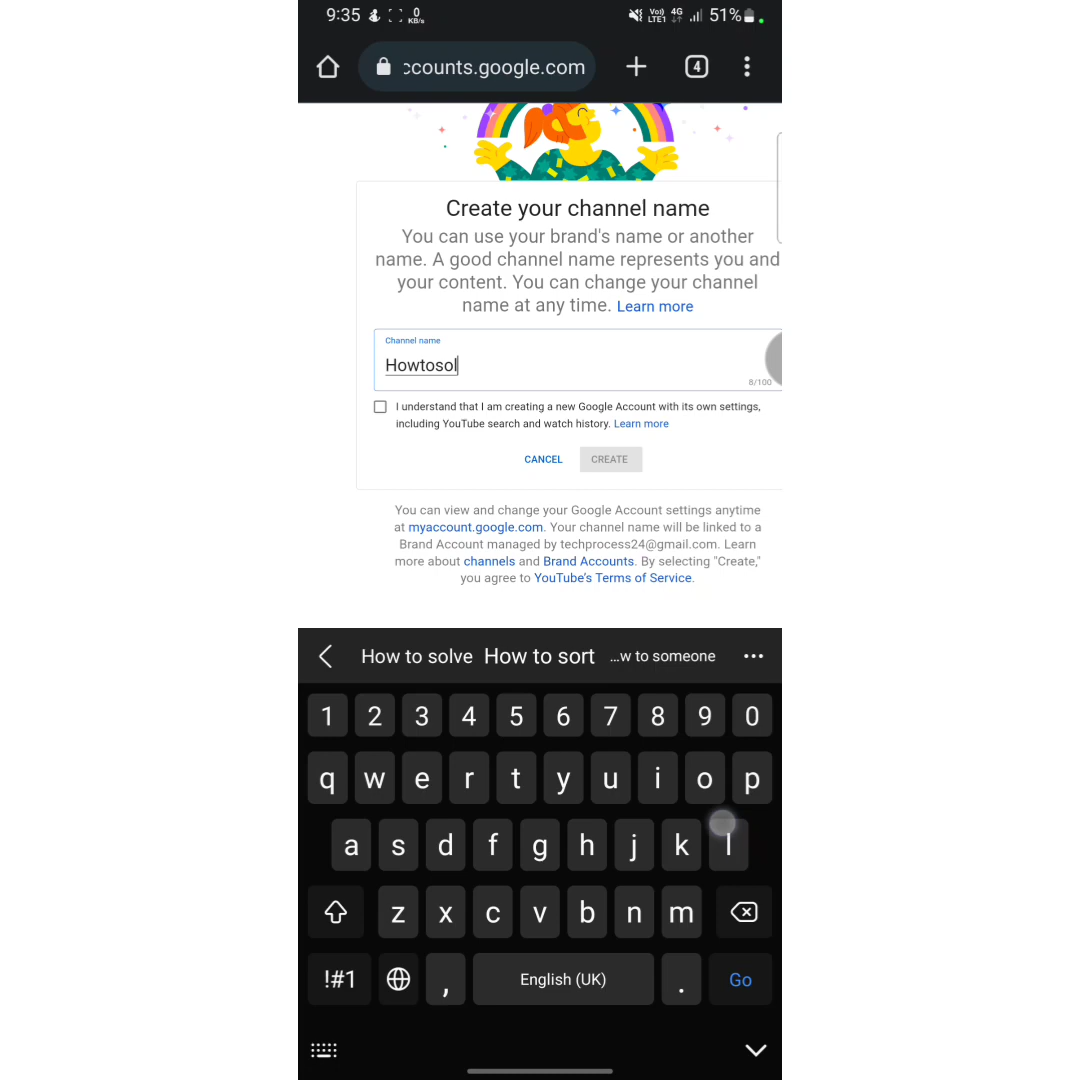 9:35 0 KB/s Vo) LTE1 4G 51%
ccounts.google.com 4
Create your channel name
You can use your brand's name or another
name. A good channel name represents you and
your content. You can change your channel
name at any time. Learn more
Channel name
Howtosol
8/100
I understand that I am creating a new Google Account with its own settings,
including YouTube search and watch history. Learn more
CANCEL CREATE
You can view and change your Google Account settings anytime
at myaccount.google.com. Your channel name will be linked to a
Brand Account managed by techprocess24@gmail.com. Learn
more about channels and Brand Accounts. By selecting "Create,"
you agree to YouTube's Terms of Service.
How to solve How to sort ...w to someone
1 2 3 4 5 6 7 8 9 0
q w e r t y u i o p
a s d f g h j k l
z x c v b n m
!#1 , English (UK) . Go